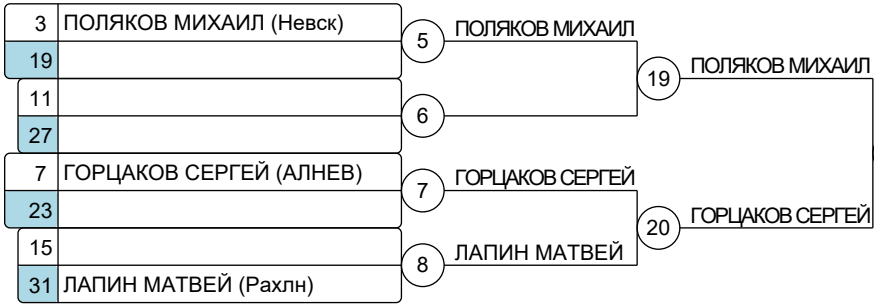 3 ПОЛЯКОВ МИХАИЛ (Невск)
19
5 ПОЛЯКОВ МИХАИЛ
11
27
6
19 ПОЛЯКОВ МИХАИЛ
7 ГОРЦАКОВ СЕРГЕЙ (АЛНЕВ)
23
7 ГОРЦАКОВ СЕРГЕЙ
15
31 ЛАПИН МАТВЕЙ (Рахлн)
8 ЛАПИН МАТВЕЙ
20 ГОРЦАКОВ СЕРГЕЙ